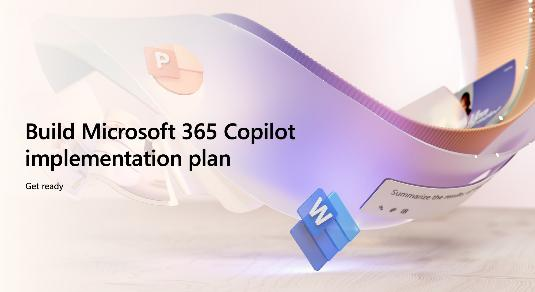 P
Build Microsoft 365 Copilot
implementation plan
Get ready
W
Summarize the